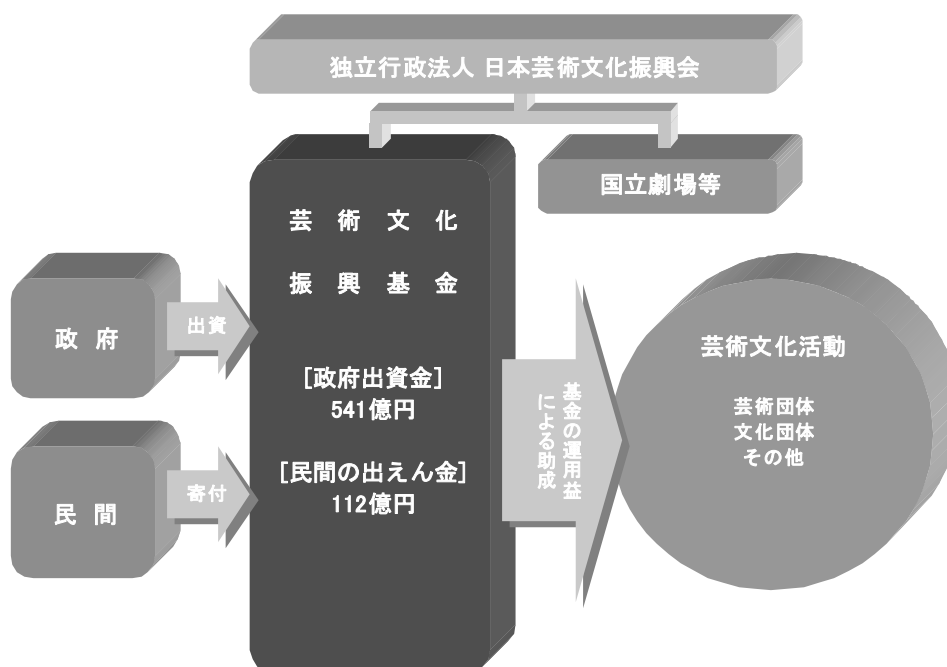 独立行政法人 日本芸術文化振興会
国立劇場等
芸術文化
振興基金
政府
出資
[政府出資金]
541億円
民間
寄付
[民間の出えん金]
112億円
基金の運用益
による助成
芸術文化活動
芸術団体
文化団体
その他